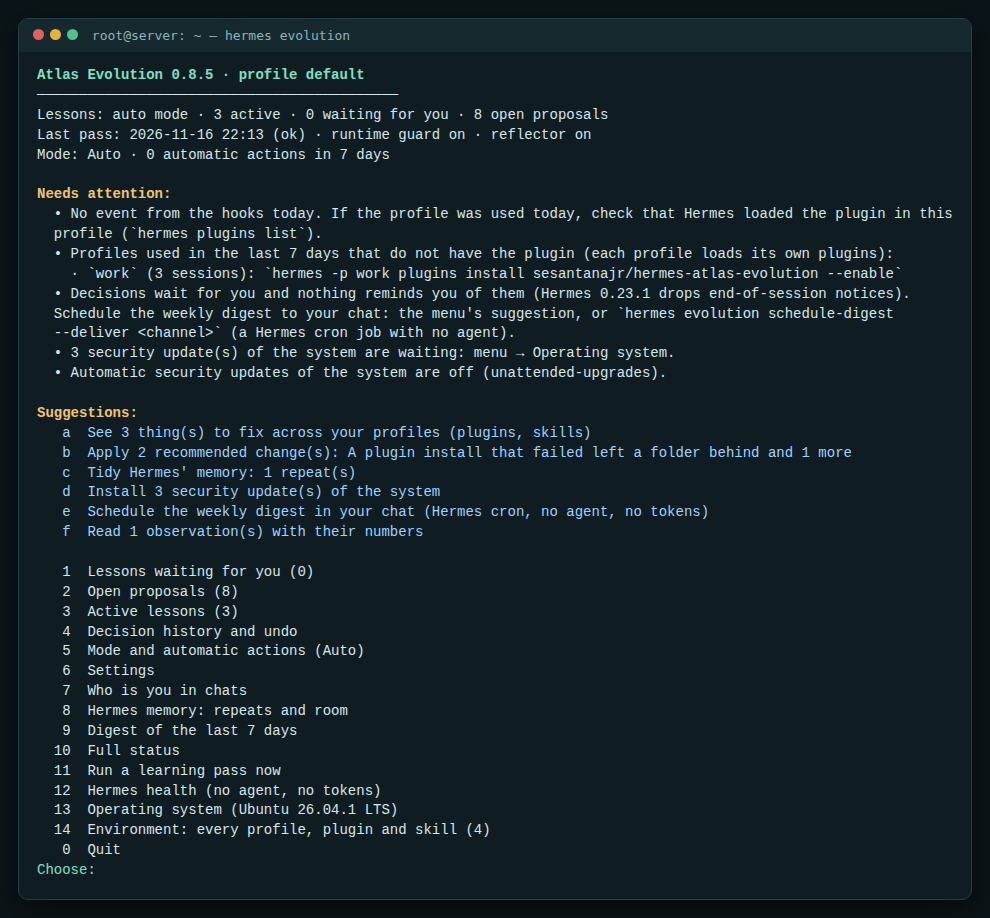 root@server: ~ — hermes evolution
Atlas Evolution 0.8.5 · profile default
───────────────────────────────────────────
Lessons: auto mode · 3 active · 0 waiting for you · 8 open proposals
Last pass: 2026-11-16 22:13 (ok) · runtime guard on · reflector on
Mode: Auto · 0 automatic actions in 7 days
Needs attention:
• No event from the hooks today. If the profile was used today, check that Hermes loaded the plugin in this
profile (`hermes plugins list`).
• Profiles used in the last 7 days that do not have the plugin (each profile loads its own plugins):
· `work` (3 sessions): `hermes -p work plugins install sesantanajr/hermes-atlas-evolution --enable`
• Decisions wait for you and nothing reminds you of them (Hermes 0.23.1 drops end-of-session notices).
Schedule the weekly digest to your chat: the menu's suggestion, or `hermes evolution schedule-digest
--deliver <channel>` (a Hermes cron job with no agent).
• 3 security update(s) of the system are waiting: menu → Operating system.
• Automatic security updates of the system are off (unattended-upgrades).
Suggestions:
a See 3 thing(s) to fix across your profiles (plugins, skills)
b Apply 2 recommended change(s): A plugin install that failed left a folder behind and 1 more
c Tidy Hermes' memory: 1 repeat(s)
d Install 3 security update(s) of the system
e Schedule the weekly digest in your chat (Hermes cron, no agent, no tokens)
f Read 1 observation(s) with their numbers
1 Lessons waiting for you (0)
2 Open proposals (8)
3 Active lessons (3)
4 Decision history and undo
5 Mode and automatic actions (Auto)
6 Settings
7 Who is you in chats
8 Hermes memory: repeats and room
9 Digest of the last 7 days
10 Full status
11 Run a learning pass now
12 Hermes health (no agent, no tokens)
13 Operating system (Ubuntu 26.04.1 LTS)
14 Environment: every profile, plugin and skill (4)
0 Quit
Choose: